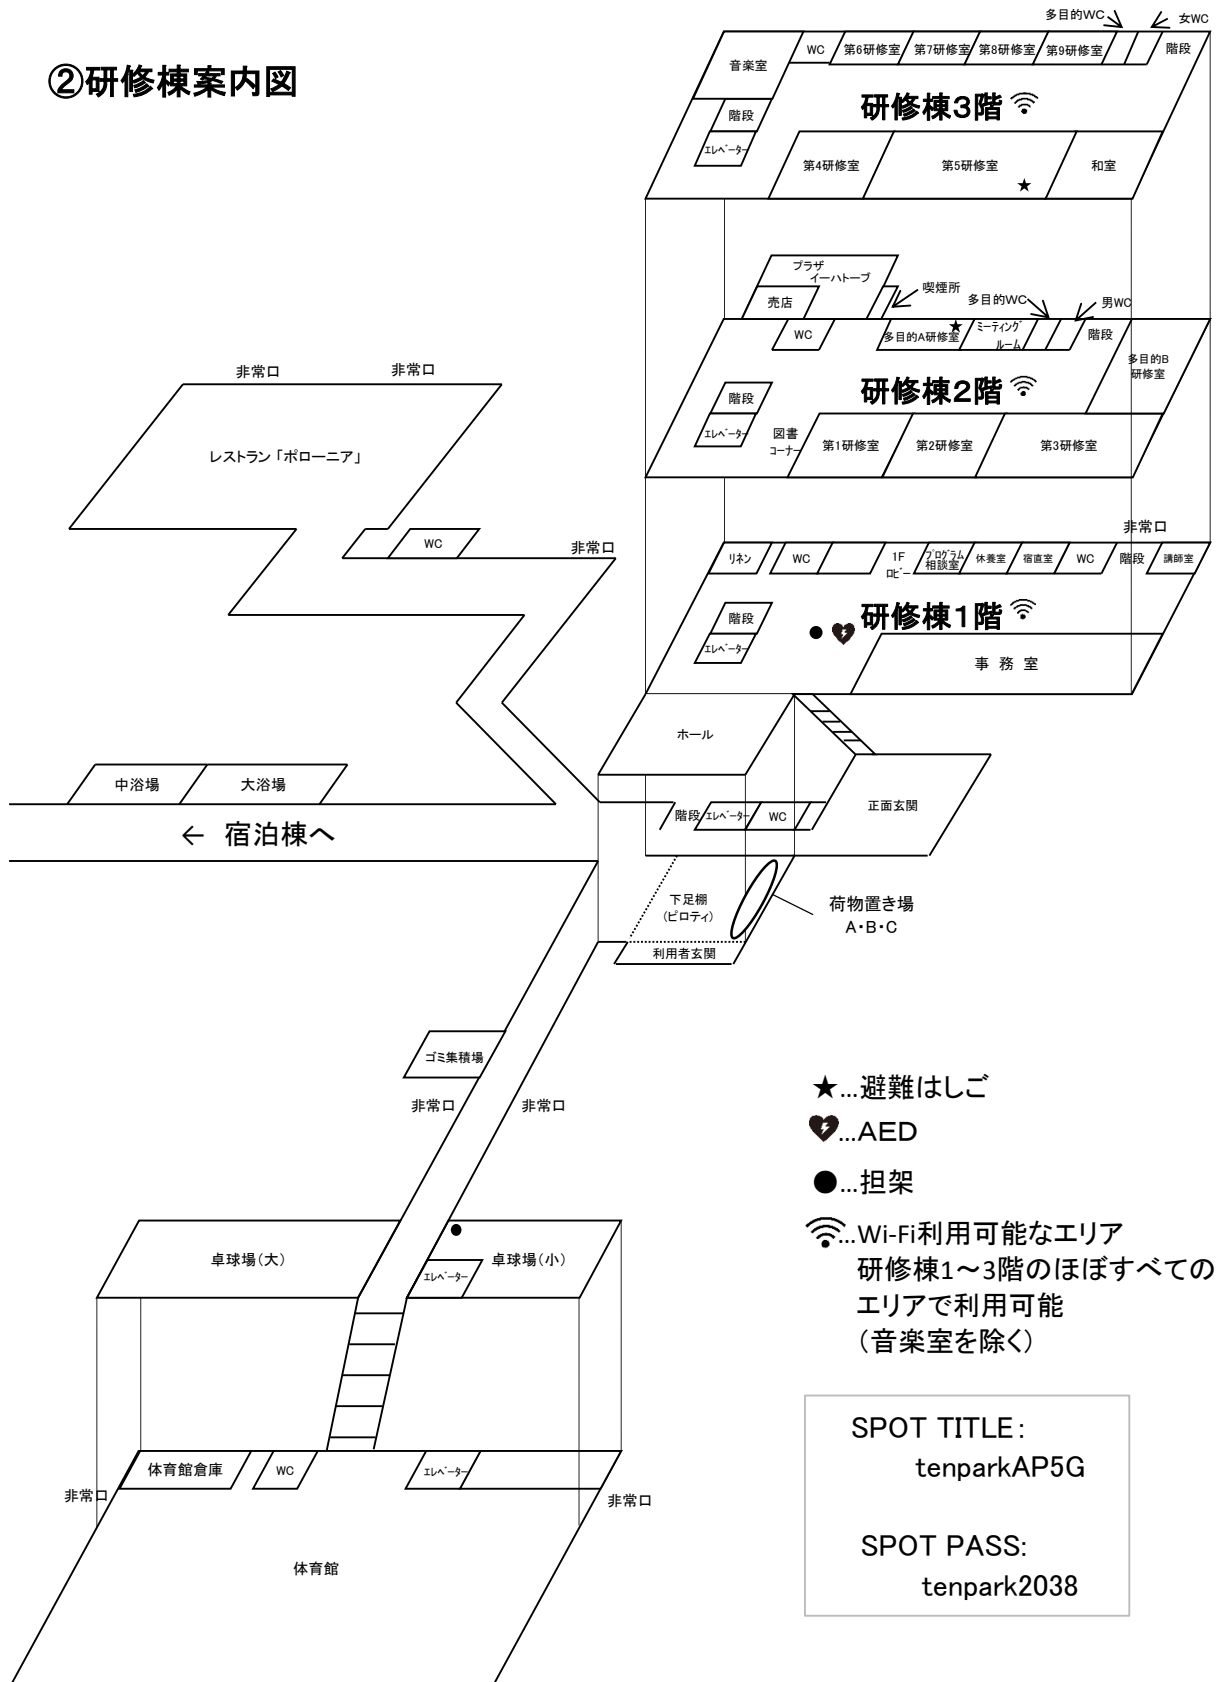 ②研修棟案内図
多目的WC
女WC
音楽室
WC
第6研修室
第7研修室
第8研修室
第9研修室
階段
研修棟3階
階段
エレベーター
第4研修室
第5研修室
★
和室
プラザ
イーハトーブ
売店
喫煙所
多目的WC
男WC
WC
多目的A研修室
★
ミーティング
ルーム
階段
多目的B
研修室
研修棟2階
階段
エレベーター
図書
コーナー
第1研修室
第2研修室
第3研修室
非常口
非常口
レストラン「ポローニア」
WC
非常口
非常口
リネン
WC
1F
ロビー
プログラム
相談室
休養室
宿直室
WC
階段
講師室
研修棟1階
階段
エレベーター
●
事 務 室
ホール
正面玄関
階段
エレベーター
WC
中浴場
大浴場
← 宿泊棟へ
下足棚
(ピロティ)
荷物置き場
A・B・C
利用者玄関
ゴミ集積場
非常口
非常口
★…避難はしご
…AED
●…担架
…Wi-Fi利用可能なエリア
研修棟1～3階のほぼすべての
エリアで利用可能
(音楽室を除く)
卓球場(大)
●
卓球場(小)
エレベーター
体育館倉庫
WC
エレベーター
非常口
非常口
体育館
SPOT TITLE:
tenparkAP5G
SPOT PASS:
tenpark2038